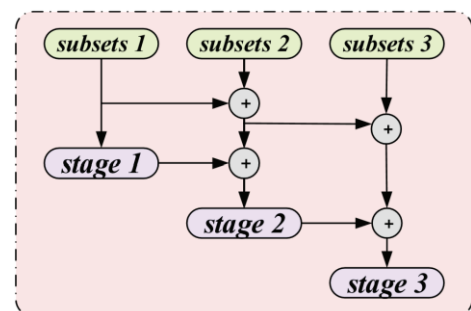 subsets 1 subsets 2 subsets 3
+
+
stage 1 +
stage 2 +
stage 3